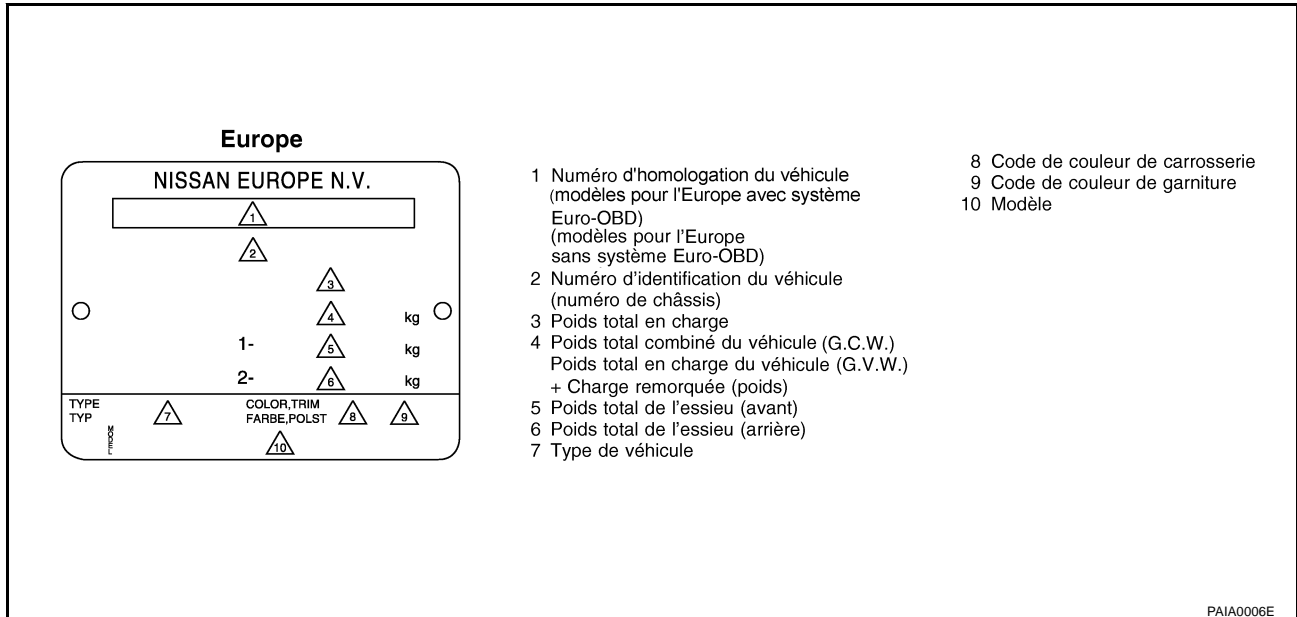 Europe
NISSAN EUROPE N.V.
1
2
3
4 kg
1- 5 kg
2- 6 kg
TYPE
TYP
7
COLOR,TRIM
FARBE,POLST
8
9
MODEL
10
1 Numéro d'homologation du véhicule
(modèles pour l'Europe avec système
Euro-OBD)
(modèles pour l'Europe
sans système Euro-OBD)
2 Numéro d'identification du véhicule
(numéro de châssis)
3 Poids total en charge
4 Poids total combiné du véhicule (G.C.W.)
Poids total en charge du véhicule (G.V.W.)
+ Charge remorquée (poids)
5 Poids total de l'essieu (avant)
6 Poids total de l'essieu (arrière)
7 Type de véhicule
8 Code de couleur de carrosserie
9 Code de couleur de garniture
10 Modèle
PAIA0006E